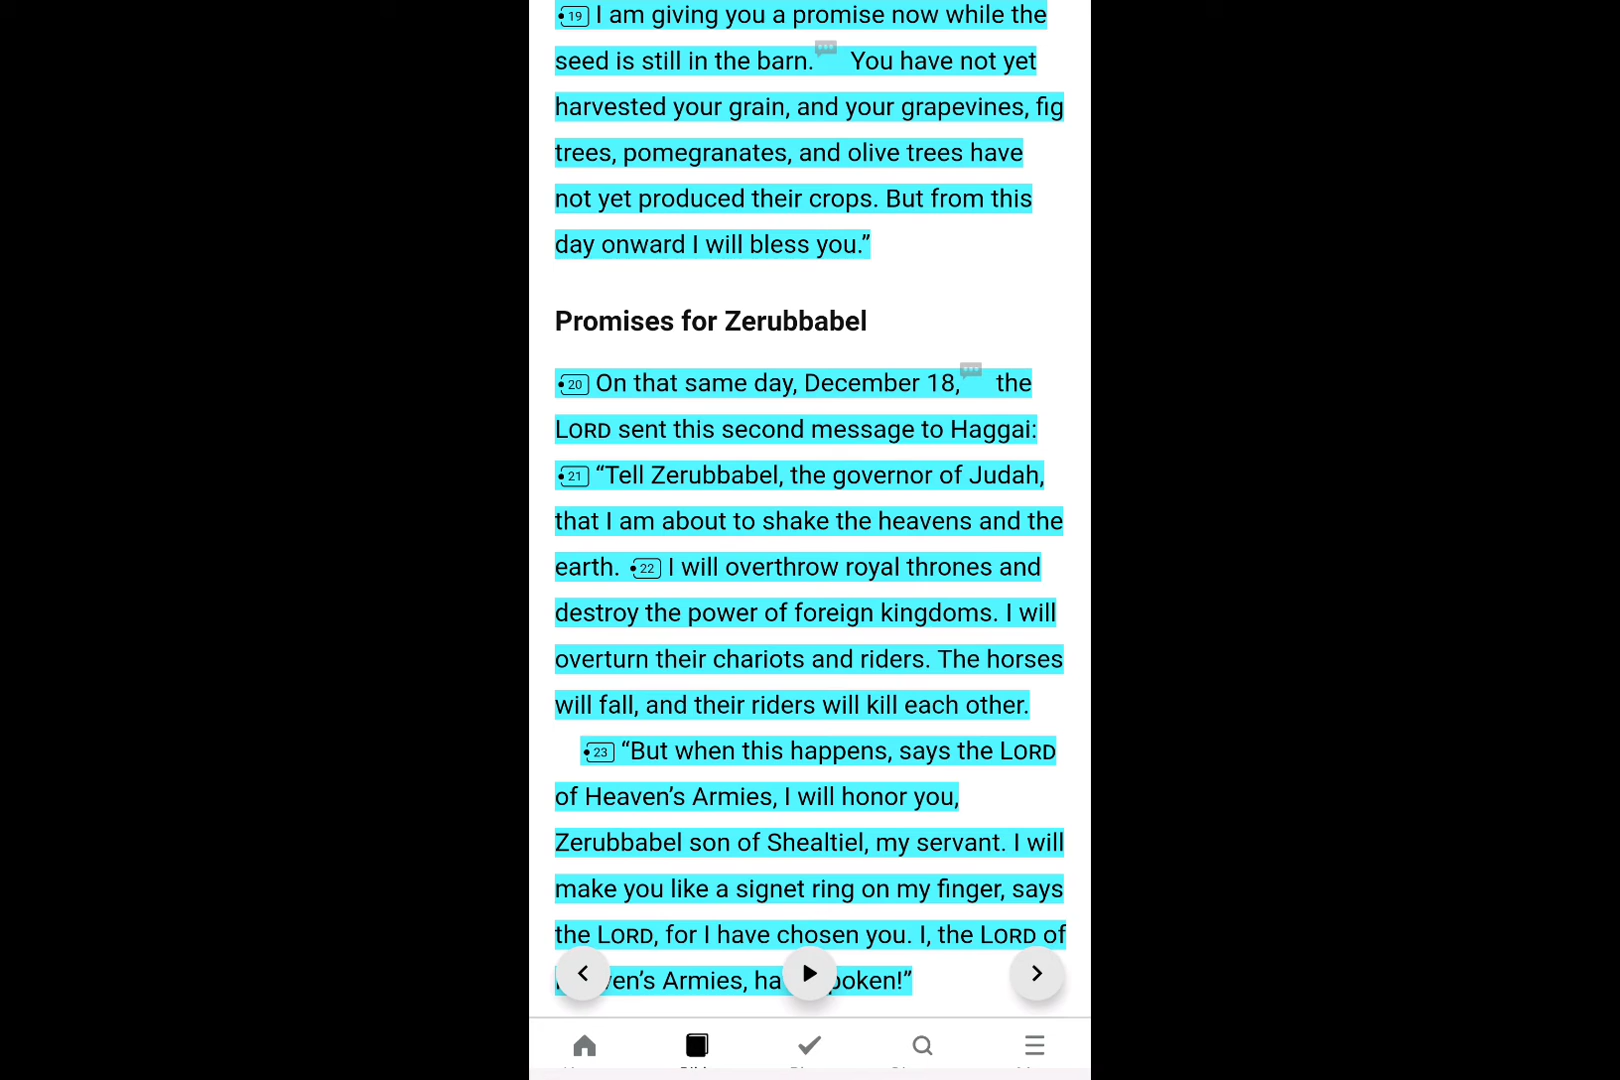 19 I am giving you a promise now while the
seed is still in the barn. You have not yet
harvested your grain, and your grapevines, fig
trees, pomegranates, and olive trees have
not yet produced their crops. But from this
day onward I will bless you.”
Promises for Zerubbabel
20 On that same day, December 18, the
LORD sent this second message to Haggai:
21 “Tell Zerubbabel, the governor of Judah,
that I am about to shake the heavens and the
earth. 22 I will overthrow royal thrones and
destroy the power of foreign kingdoms. I will
overturn their chariots and riders. The horses
will fall, and their riders will kill each other.
23 “But when this happens, says the LORD
of Heaven’s Armies, I will honor you,
Zerubbabel son of Shealtiel, my servant. I will
make you like a signet ring on my finger, says
the LORD, for I have chosen you. I, the LORD of
Armies,